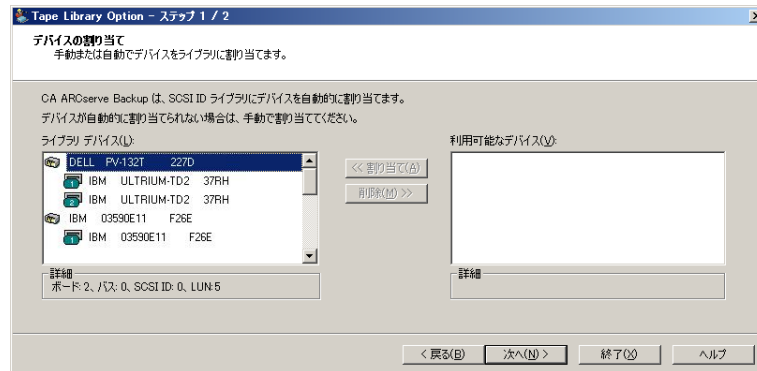 Tape Library Option - ステップ 1 / 2
デバイスの割り当て
手動または自動でデバイスをライブラリに割り当てます。
CA ARCserve Backup は、SCSI ID ライブラリにデバイスを自動的に割り当てます。
デバイスが自動的に割り当てられない場合は、手動で割り当ててください。
ライブラリ デバイス(L):
利用可能なデバイス(V):
DELL PV-132T 227D
1 IBM ULTRIUM-TD2 37RH
2 IBM ULTRIUM-TD2 37RH
IBM 03590E11 F26E
1 IBM 03590E11 F26E
<< 割り当て(A)
削除(M) >>
詳細
ボード: 2、バス: 0、SCSI ID: 0、LUN:5
詳細
< 戻る(B)
次へ(N) >
終了(X)
ヘルプ